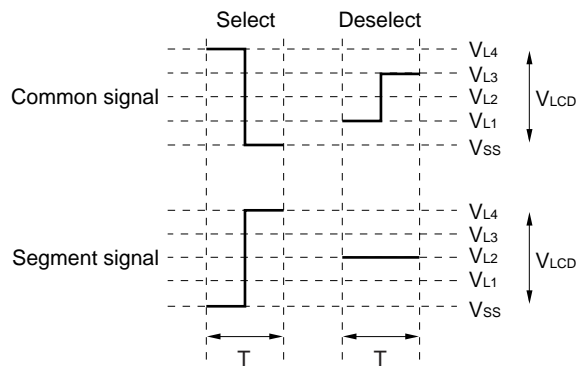 Select Deselect
VL4
VL3
Common signal VL2 VLCD
VL1
VSS
VL4
VL3
Segment signal VL2 VLCD
VL1
VSS
T T